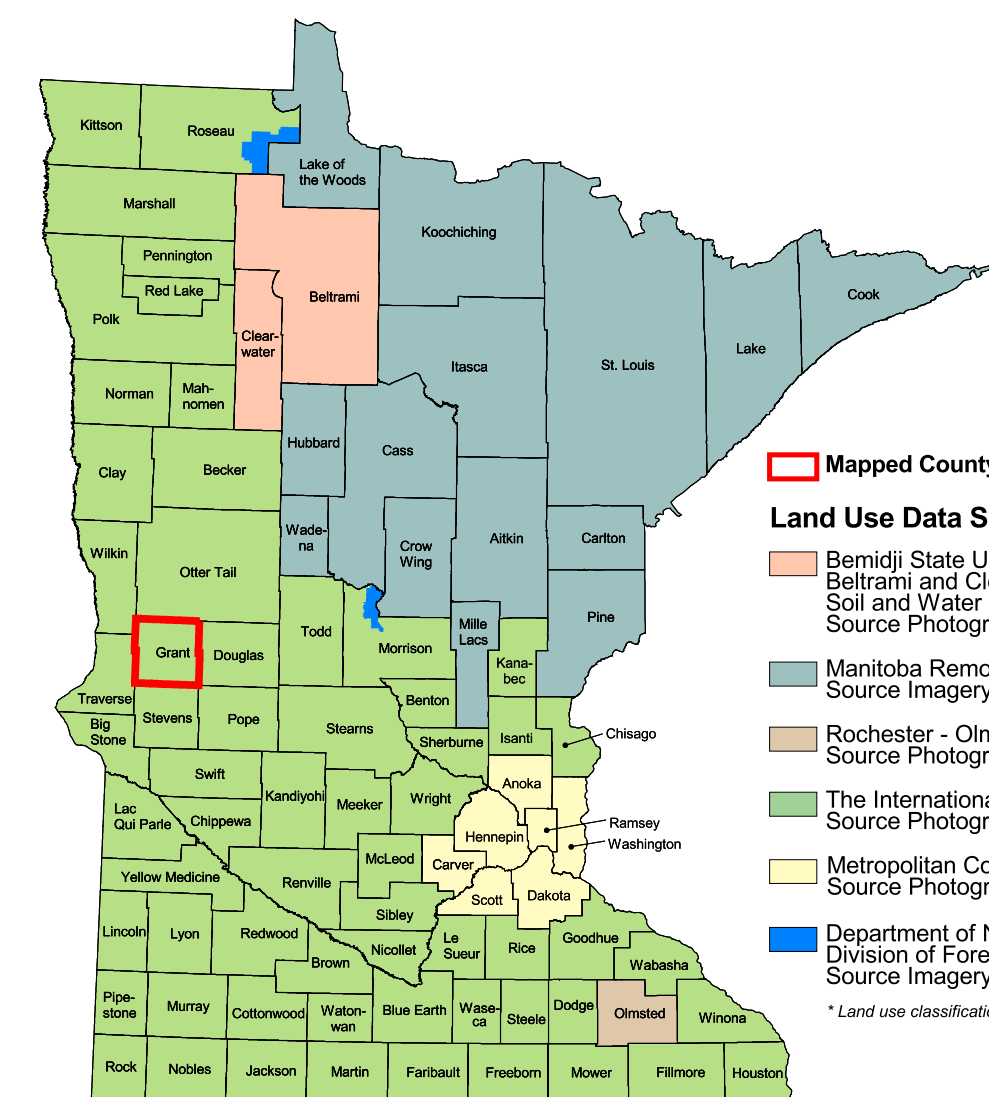 Kittson
Roseau
Lake of
the Woods
Marshall
Koochiching
Pennington
Red Lake
Beltrami
Cook
Polk
Clear-
water
Lake
Itasca
St. Louis
Norman
Mah-
nomen
Hubbard
Cass
Clay
Becker
Wilkin
Wade-
na
Crow
Wing
Aitkin
Carlton
Otter Tail
Mille
Lacs
Pine
Todd
Morrison
Grant
Douglas
Kana-
bec
Traverse
Benton
Stevens
Pope
Big
Stone
Stearns
Sherburne
Isanti
Chisago
Swift
Anoka
Kandiyohi
Meeker
Wright
Lac
Qui Parle
Chippewa
Hennepin
Ramsey
Washington
McLeod
Carver
Yellow Medicine
Renville
Scott
Dakota
Sibley
Lincoln
Lyon
Redwood
Nicollet
Le
Sueur
Rice
Goodhue
Brown
Wabasha
Pipe-
stone
Murray
Cottonwood
Waton-
wan
Blue Earth
Wase-
ca
Steele
Dodge
Olmsted
Winona
Rock
Nobles
Jackson
Martin
Faribault
Freeborn
Mower
Fillmore
Houston
Mapped County
Land Use Data S
Bemidji State U
Beltrami and Cl
Soil and Water
Source Photogr
Manitoba Remo
Source Imagery
Rochester - Olm
Source Photogr
The Internationa
Source Photogr
Metropolitan Co
Source Photogr
Department of N
Division of Fore
Source Imagery
* Land use classificatio